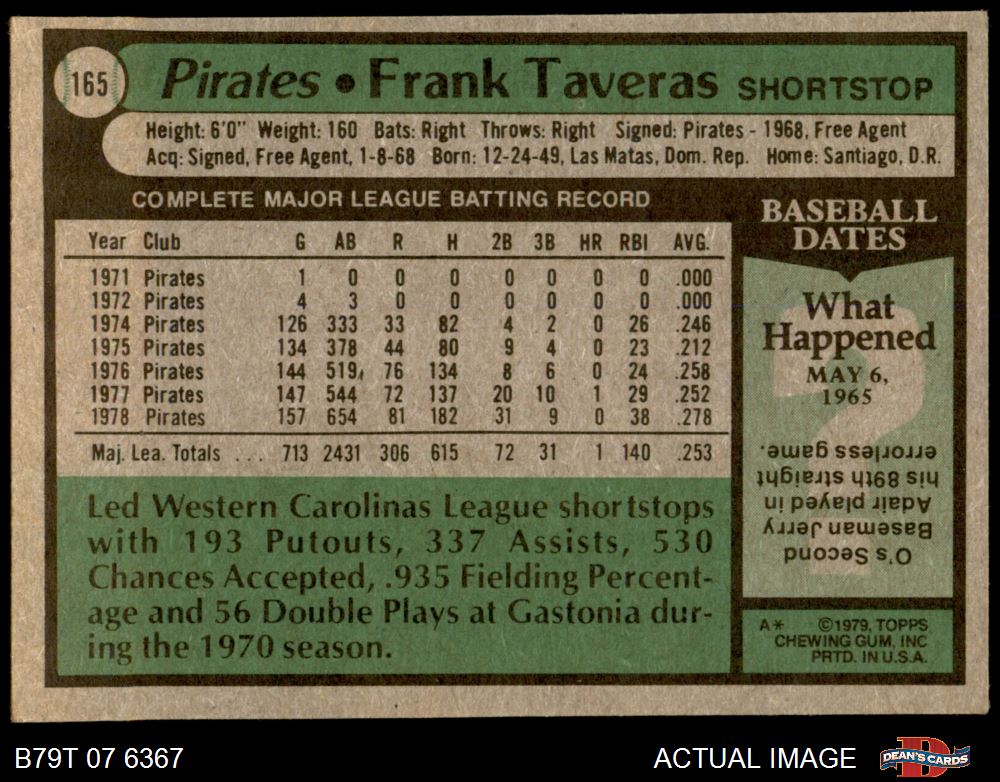 165 Pirates • Frank Taveras SHORTSTOP
Height: 6'0" Weight: 160 Bats: Right Throws: Right Signed: Pirates - 1968, Free Agent
Acq: Signed, Free Agent, 1-8-68 Born: 12-24-49, Las Matas, Dom. Rep. Home: Santiago, D.R.
COMPLETE MAJOR LEAGUE BATTING RECORD
Year Club G AB R H 2B 3B HR RBI AVG.
1971 Pirates 1 0 0 0 0 0 0 0 .000
1972 Pirates 4 3 0 0 0 0 0 0 .000
1974 Pirates 126 333 33 82 4 2 0 26 .246
1975 Pirates 134 378 44 80 9 4 0 23 .212
1976 Pirates 144 519 76 134 8 6 0 24 .258
1977 Pirates 147 544 72 137 20 10 1 29 .252
1978 Pirates 157 654 81 182 31 9 0 38 .278
Maj. Lea. Totals ... 713 2431 306 615 72 31 1 140 .253
Led Western Carolinas League shortstops
with 193 Putouts, 337 Assists, 530
Chances Accepted, .935 Fielding Percent-
age and 56 Double Plays at Gastonia dur-
ing the 1970 season.
BASEBALL
DATES
What
Happened
MAY 6,
1965
?
O's Second
Baseman Jerry
Adair played in
his 89th straight
errorless game.
A* ©1979, TOPPS
CHEWING GUM, INC
PRTD. IN U.S.A.
B79T 07 6367
ACTUAL IMAGE
D
DEAN'S CARDS